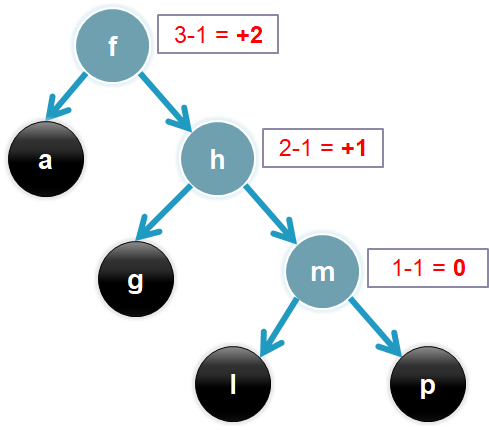 f
3-1 = +2
a
h
2-1 = +1
g
m
1-1 = 0
l
p